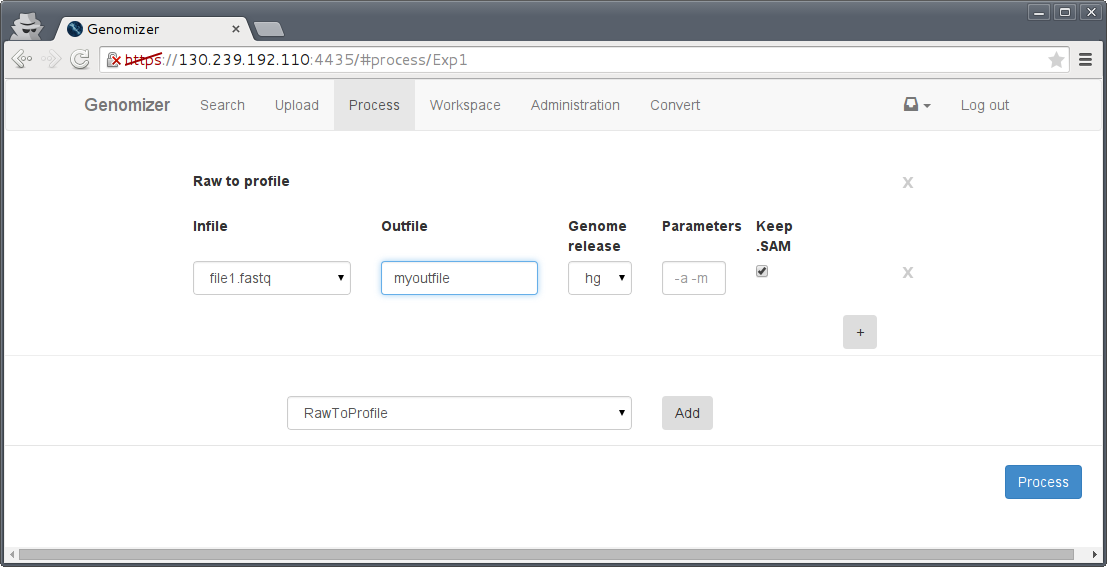 Genomizer
https://130.239.192.110:4435/#process/Exp1
Genomizer Search Upload Process Workspace Administration Convert Log out
Raw to profile x
Infile Outfile Genome release Parameters Keep .SAM
file1.fastq myoutfile hg -a -m x
+
RawToProfile Add
Process